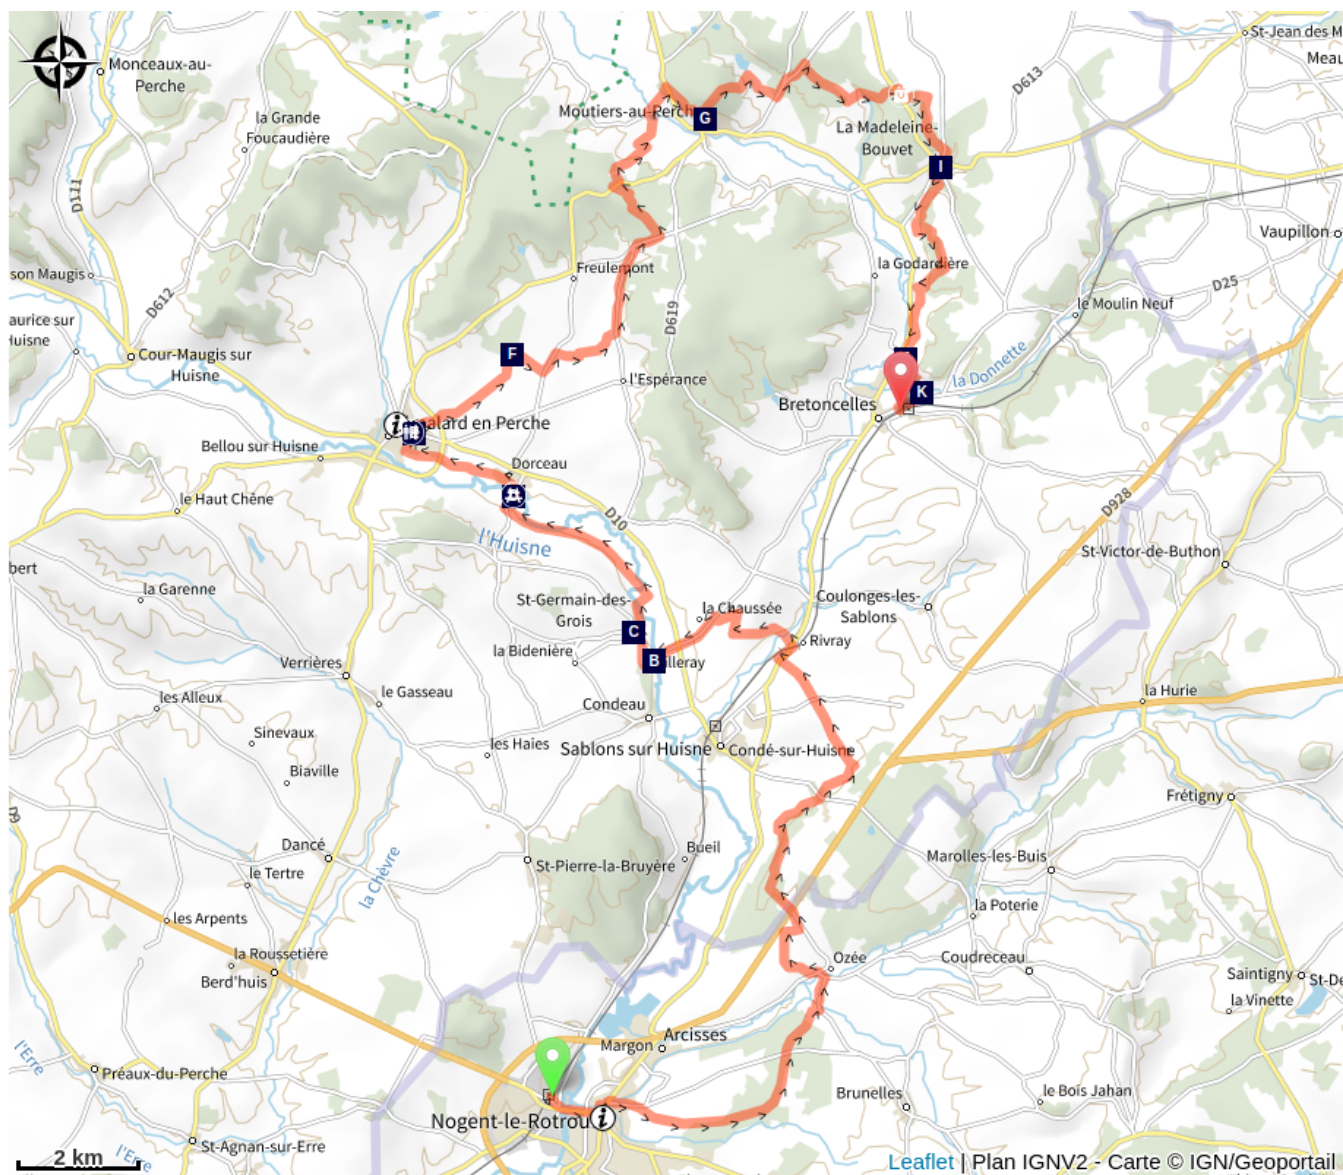 St-Jean des M
Meau
Monceaux-au-
Perche
D613
la Grande
Foucaudière
Moutiers-au-Perch
G
La Madeleine-
Bouvet
I
D111
Vaupillon
son Maugis
Freulemont
la Godardière
D25
le Moulin Neuf
D612
D619
aurice sur
Huisne
Cour-Maugis sur
Huisne
F
la Donnette
l'Espérance
K
Bretoncelles
i
alard en Perche
Bellou sur Huisne
Dorceau
le Haut Chêne
D10
D928
l'Huisne
St-Victor-de-Buthon
bert
la Garenne
St-Germain-des-
Grois
la Chaussée
Coulonges-les-
Sablons
C
Rivray
la Bidenière
B
illeray
Verrières
le Gasseau
les Alleux
la Hurie
Condeau
Sinevaux
les Haies
Sablons sur Huisne
Condé-sur-Huisne
Biaville
Frétigny
D9
Dancé
Bueil
St-Pierre-la-Bruyère
Marolles-les-Buis
le Tertre
la Chèvre
la Poterie
les Arpents
la Roussetière
Berd'huis
Ozée
Coudreceau
Saintigny
St-De
la Vinette
Arcisses
Margon
l'Erre
Préaux-du-Perche
Brunelles
le Bois Jahan
Nogent-le-Rotrou
i
St-Agnan-sur-Erre
l'Erre
2 km
Leaflet | Plan IGNV2 - Carte © IGN/Geoportail